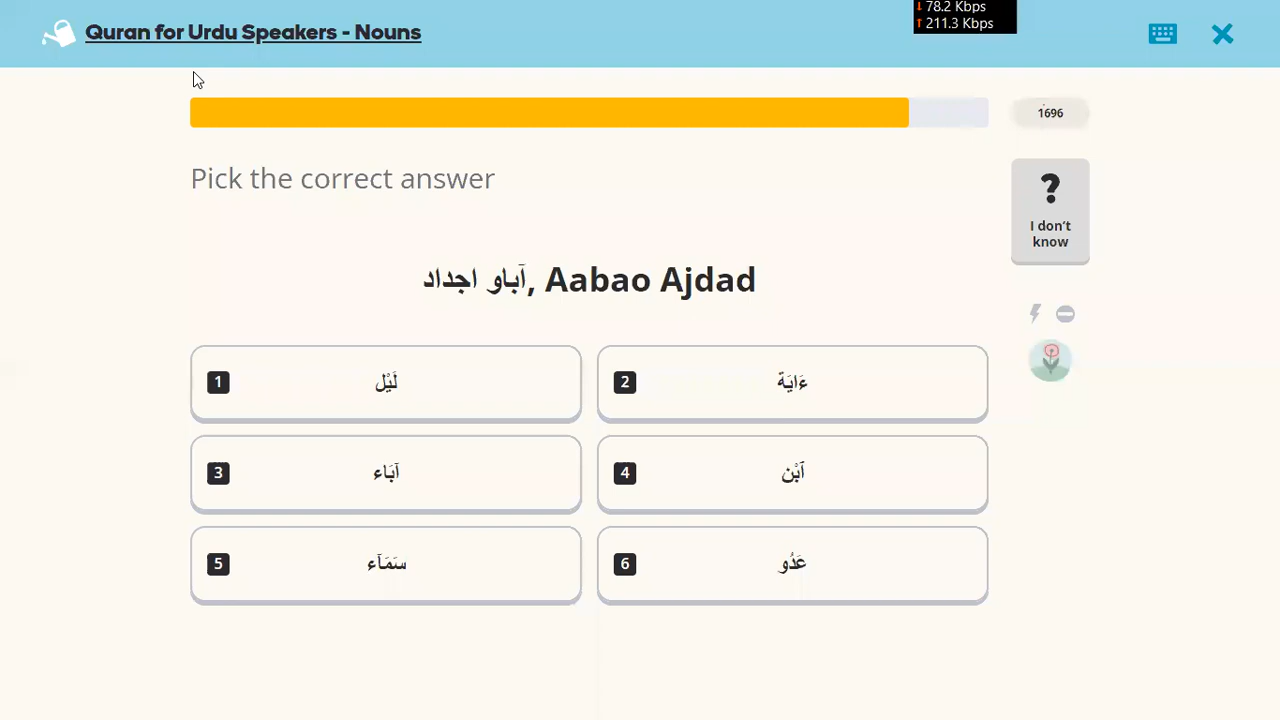 ↓ 78.2 Kbps
↑ 211.3 Kbps
Quran for Urdu Speakers - Nouns
1696
Pick the correct answer
?
I don't
know
آباو اجداد, Aabao Ajdad
1 لَيْل
2 ءَايَة
3 آبَاء
4 ٱبْن
5 سَمَآء
6 عَدُو